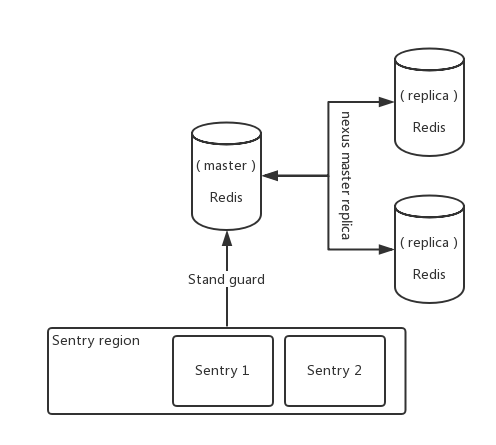 ( replica )
Redis
nexus master replica
( master )
Redis
( replica )
Redis
Stand guard
Sentry region
Sentry 1
Sentry 2